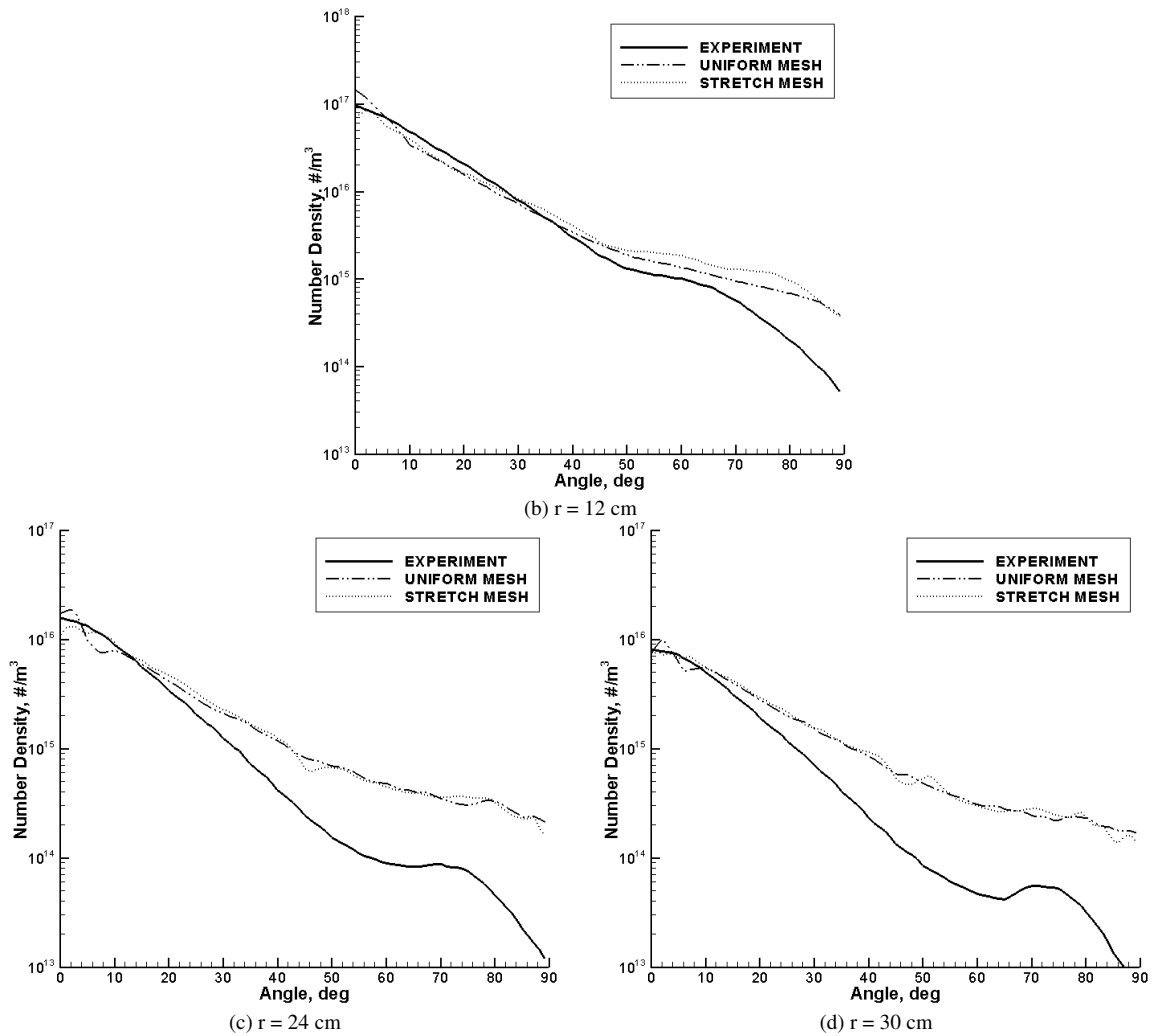 10^18
EXPERIMENT
UNIFORM MESH
STRETCH MESH
10^17
10^16
10^15
10^14
10^13
Number Density, #/m^3
0 10 20 30 40 50 60 70 80 90
Angle, deg
(b) r = 12 cm
10^17
EXPERIMENT
UNIFORM MESH
STRETCH MESH
10^16
10^15
10^14
10^13
Number Density, #/m^3
0 10 20 30 40 50 60 70 80 90
Angle, deg
(c) r = 24 cm
10^17
EXPERIMENT
UNIFORM MESH
STRETCH MESH
10^16
10^15
10^14
10^13
Number Density, #/m^3
0 10 20 30 40 50 60 70 80 90
Angle, deg
(d) r = 30 cm